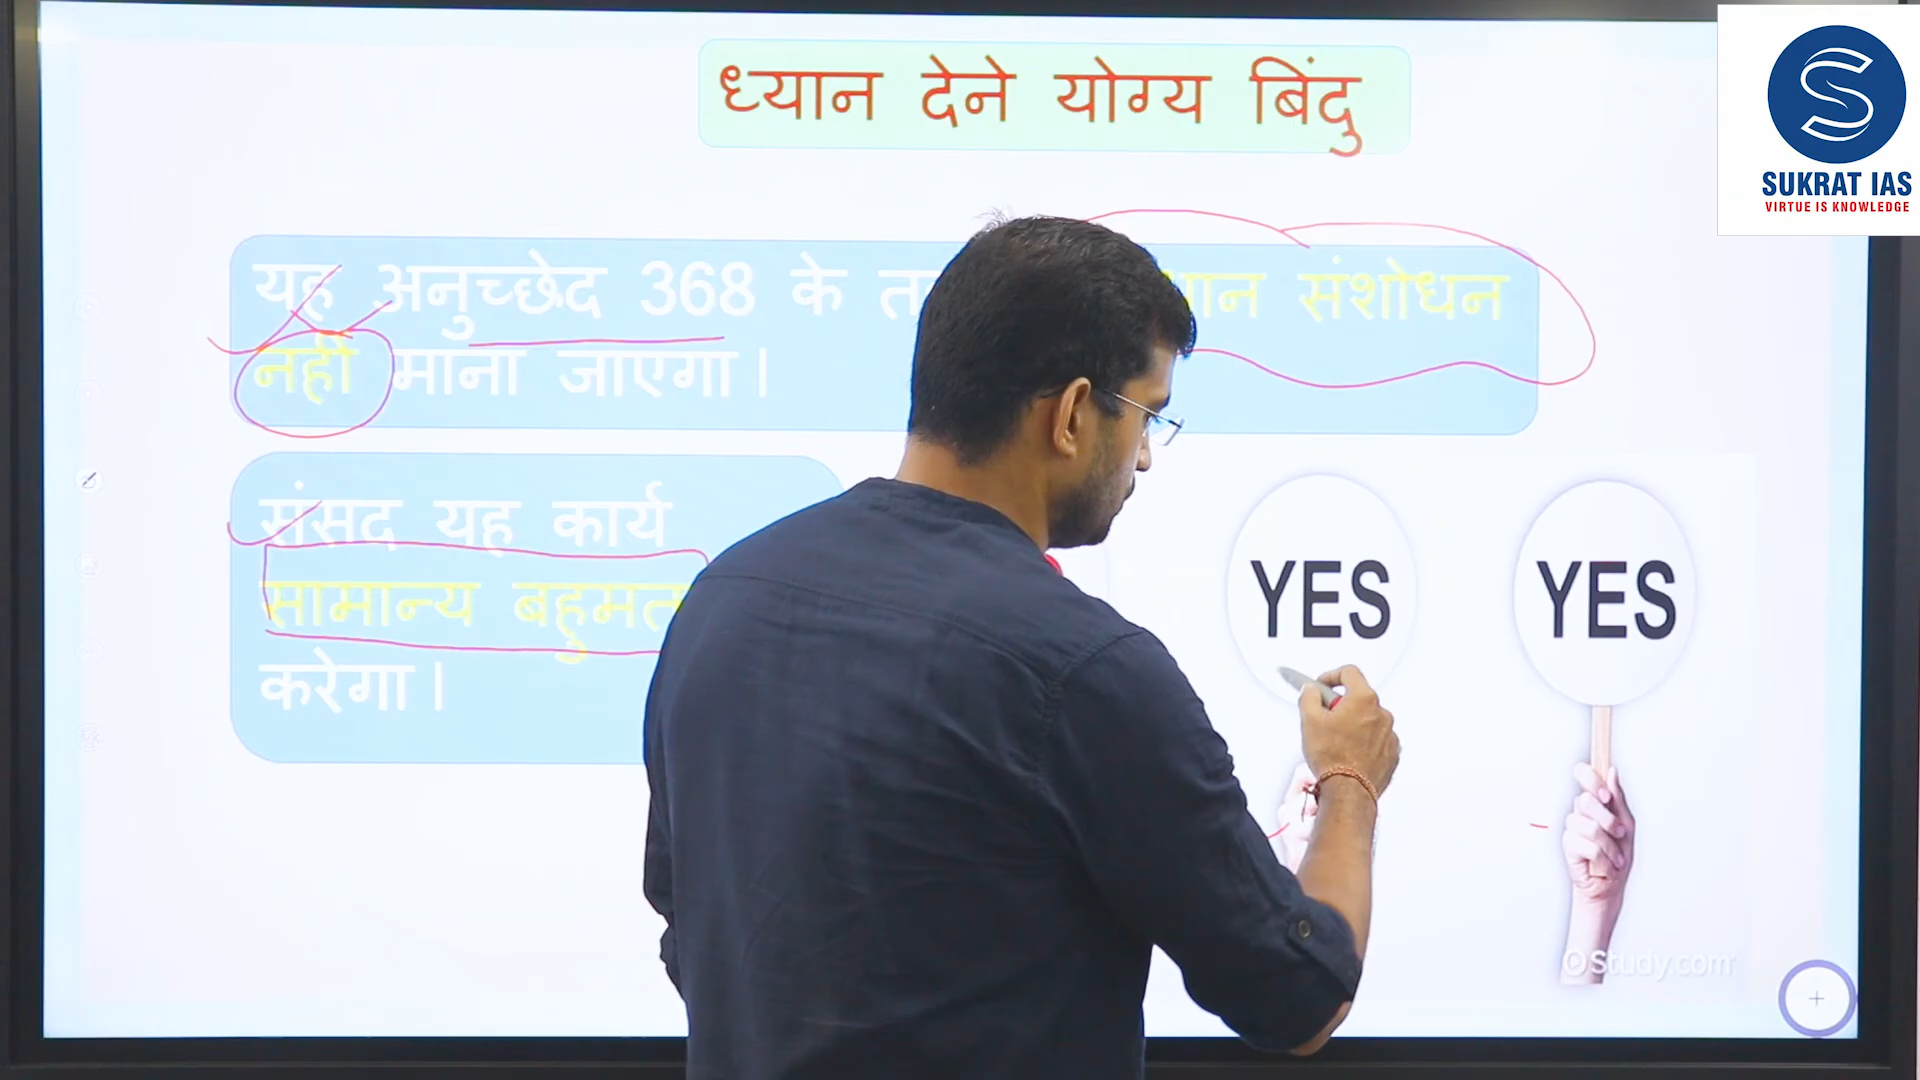 ध्यान देने योग्य बिंदु
SUKRAT IAS
VIRTUE IS KNOWLEDGE
यह अनुच्छेद 368 के संशोधन
नहीं माना जाएगा।
संसद यह कार्य
सामान्य बहुमत
करेगा।
YES YES
Study.com